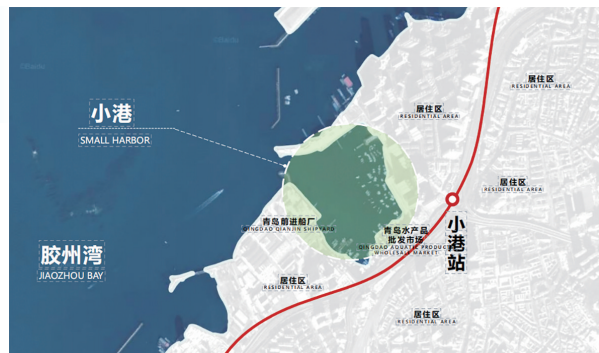 居住区
RESIDENTIAL AREA
小港
SMALL HARBOR
居住区
RESIDENTIAL AREA
居住区
RESIDENTIAL AREA
青岛前进船厂
QINGDAO QIANJIN SHIPYARD
青岛水产品
批发市场
QINGDAO AQUATIC PRODUCT
WHOLESALE MARKET
小港站
胶州湾
JIAOZHOU BAY
居住区
RESIDENTIAL AREA
居住区
RESIDENTIAL AREA